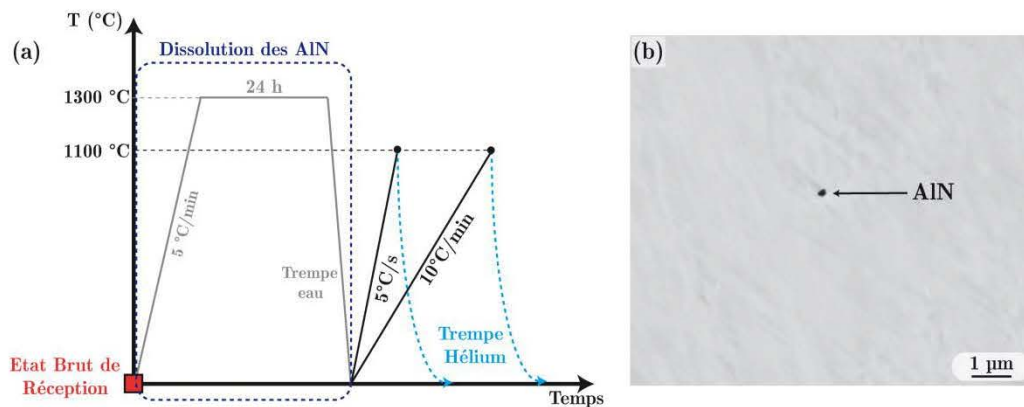 T (°C)
(a)
Dissolution des AlN
24 h
1300 °C
1100 °C
5 °C/min
Trempe
eau
5°C/s
10°C/min
Trempe
Hélium
Etat Brut de
Réception
Temps
(b)
AlN
1 µm